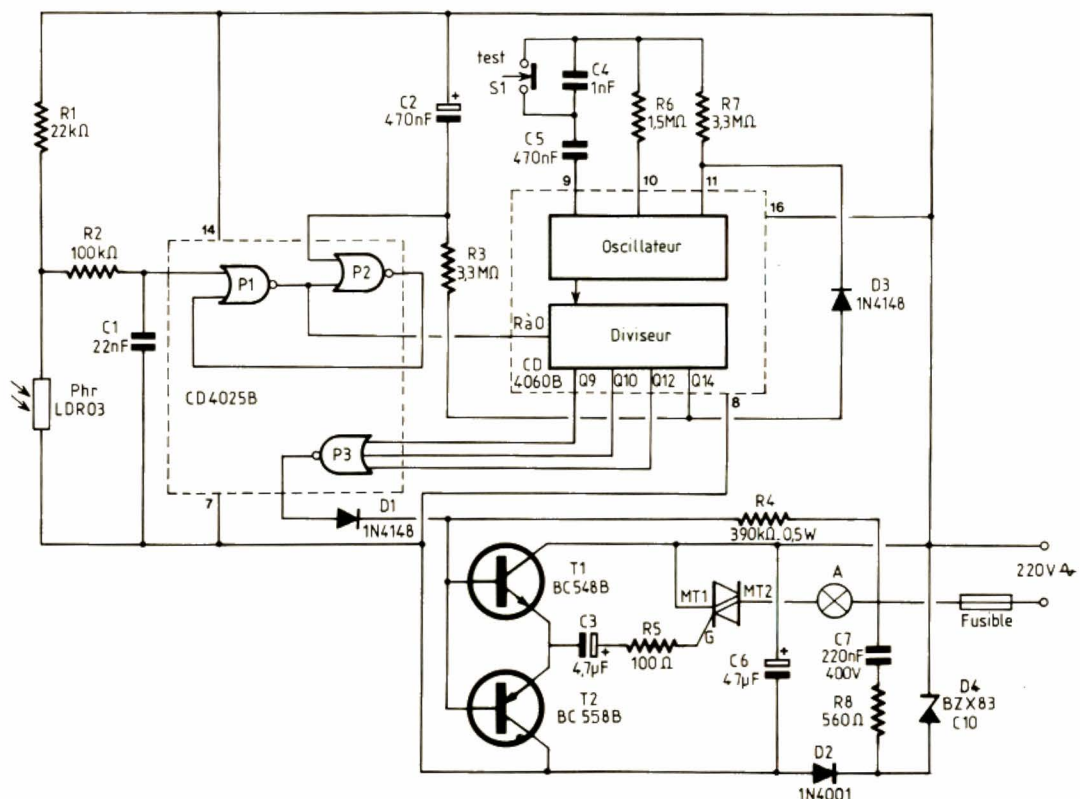 R1
22kΩ
R2
100kΩ
C1
22nF
Phr
LDR03
14
P1
P2
CD4025B
P3
7
C2
+
470nF
R3
3,3MΩ
test
S1
C4
1nF
C5
470nF
R6
1,5MΩ
R7
3,3MΩ
9
10
11
16
Oscillateur
Rà0
Diviseur
CD
4060B
Q9
Q10
Q12
Q14
8
D3
1N4148
D1
1N4148
R4
390kΩ_0,5W
T1
BC548B
C3
+
4,7µF
R5
100Ω
T2
BC558B
MT1
MT2
G
A
C6
+
47µF
C7
220nF
400V
R8
560Ω
D2
1N4001
D4
BZX83
C10
Fusible
220V